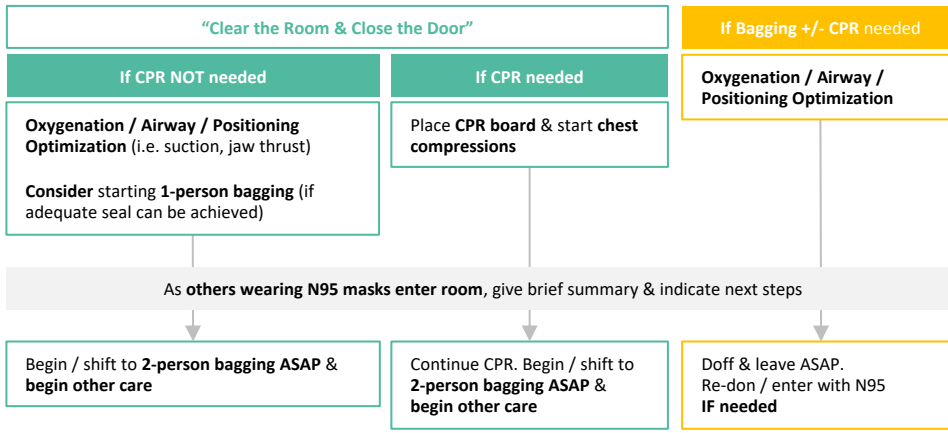 “Clear the Room & Close the Door”
If CPR NOT needed
Oxygenation / Airway / Positioning
Optimization (i.e. suction, jaw thrust)
Consider starting 1-person bagging (if
adequate seal can be achieved)
If CPR needed
Place CPR board & start chest
compressions
If Bagging +/- CPR needed
Oxygenation / Airway /
Positioning Optimization
As others wearing N95 masks enter room, give brief summary & indicate next steps
Begin / shift to 2-person bagging ASAP &
begin other care
Continue CPR. Begin / shift to
2-person bagging ASAP &
begin other care
Doff & leave ASAP.
Re-don / enter with N95
IF needed